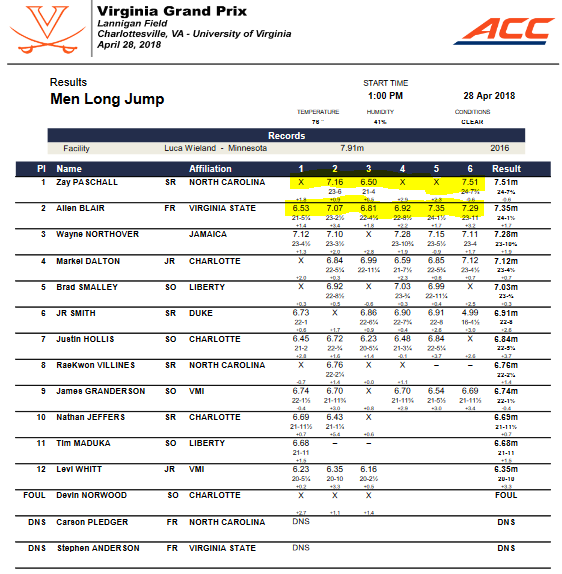 Virginia Grand Prix
Lannigan Field
Charlottesville, VA - University of Virginia
April 28, 2018
ACC
Results
Men Long Jump
START TIME
1:00 PM
28 Apr 2018
TEMPERATURE HUMIDITY CONDITIONS
76 ° 41% CLEAR
Records
Facility Luca Wieland - Minnesota 7.91m 2016
Pl Name Affiliation 1 2 3 4 5 6 Result
1 Zay PASCHALL SR NORTH CAROLINA X 7.16 6.50 X X 7.51 7.51m
23-6 21-4 24-7¾ 24-7¾
2 Allen BLAIR FR VIRGINIA STATE 6.53 7.07 6.81 6.92 7.35 7.29 7.35m
21-5¼ 23-2½ 22-4¼ 22-8½ 24-1½ 23-11 24-1½
+1.4 +3.4 +1.8 +2.2 +1.7 +3.2 +1.7
3 Wayne NORTHOVER JAMAICA 7.12 7.10 X 7.28 7.15 7.11 7.28m
23-4½ 23-3½ 23-10¾ 23-5½ 23-4 23-10¾
+1.3 +2.0 +2.8 +1.9 -0.9 +1.7 +1.9
4 Markel DALTON JR CHARLOTTE X 6.84 6.99 6.59 6.85 7.12 7.12m
22-5¼ 22-11¼ 21-7½ 22-5¾ 23-4½ 23-4½
+2.0 +0.3 +2.3 +0.6 +0.7 +0.7
5 Brad SMALLEY SO LIBERTY X 6.92 X 7.03 6.99 X 7.03m
22-8½ 23-¾ 22-11¼ 23-¾
+0.3 +0.5 -0.6 +0.3 +0.4 +2.5 +0.3
6 JR SMITH SR DUKE 6.73 X 6.86 6.90 6.91 4.99 6.91m
22-1 22-6¼ 22-7¾ 22-8 16-4½ 22-8
+0.6 +1.7 +0.9 +0.4 +2.8 +3.0 +2.8
7 Justin HOLLIS SO CHARLOTTE 6.45 6.72 6.23 6.48 6.84 X 6.84m
21-2 22-¾ 20-5¼ 21-3¼ 22-5¼ 22-5¼
+2.8 +1.6 +1.4 -0.1 +3.7 +2.6 +3.7
8 RaeKwon VILLINES SR NORTH CAROLINA X 6.76 X X – – 6.76m
22-2¼ 22-2¼
-0.7 +1.4 +0.0 +1.1 +1.4
9 James GRANDERSON SO VMI 6.74 6.70 X 6.70 6.54 6.69 6.74m
22-1½ 21-11¾ 21-11¾ 21-5½ 21-11½ 22-1½
-0.4 +3.0 +0.8 +2.9 +3.0 +3.4 -0.4
10 Nathan JEFFERS SR CHARLOTTE 6.69 6.43 X 6.69m
21-11½ 21-1¼ 21-11½
+0.7 +5.4 +0.6 +0.7
11 Tim MADUKA SO LIBERTY 6.68 – – 6.68m
21-11 21-11
+1.5 +1.5
12 Levi WHITT JR VMI 6.23 6.35 6.16 6.35m
20-5¼ 20-10 20-2½ 20-10
+0.2 +3.3 +0.5 +3.3
FOUL Devin NORWOOD SO CHARLOTTE X X X FOUL
+2.7 +1.1 +1.4
DNS Carson PLEDGER FR NORTH CAROLINA DNS DNS
DNS Stephen ANDERSON FR VIRGINIA STATE DNS DNS